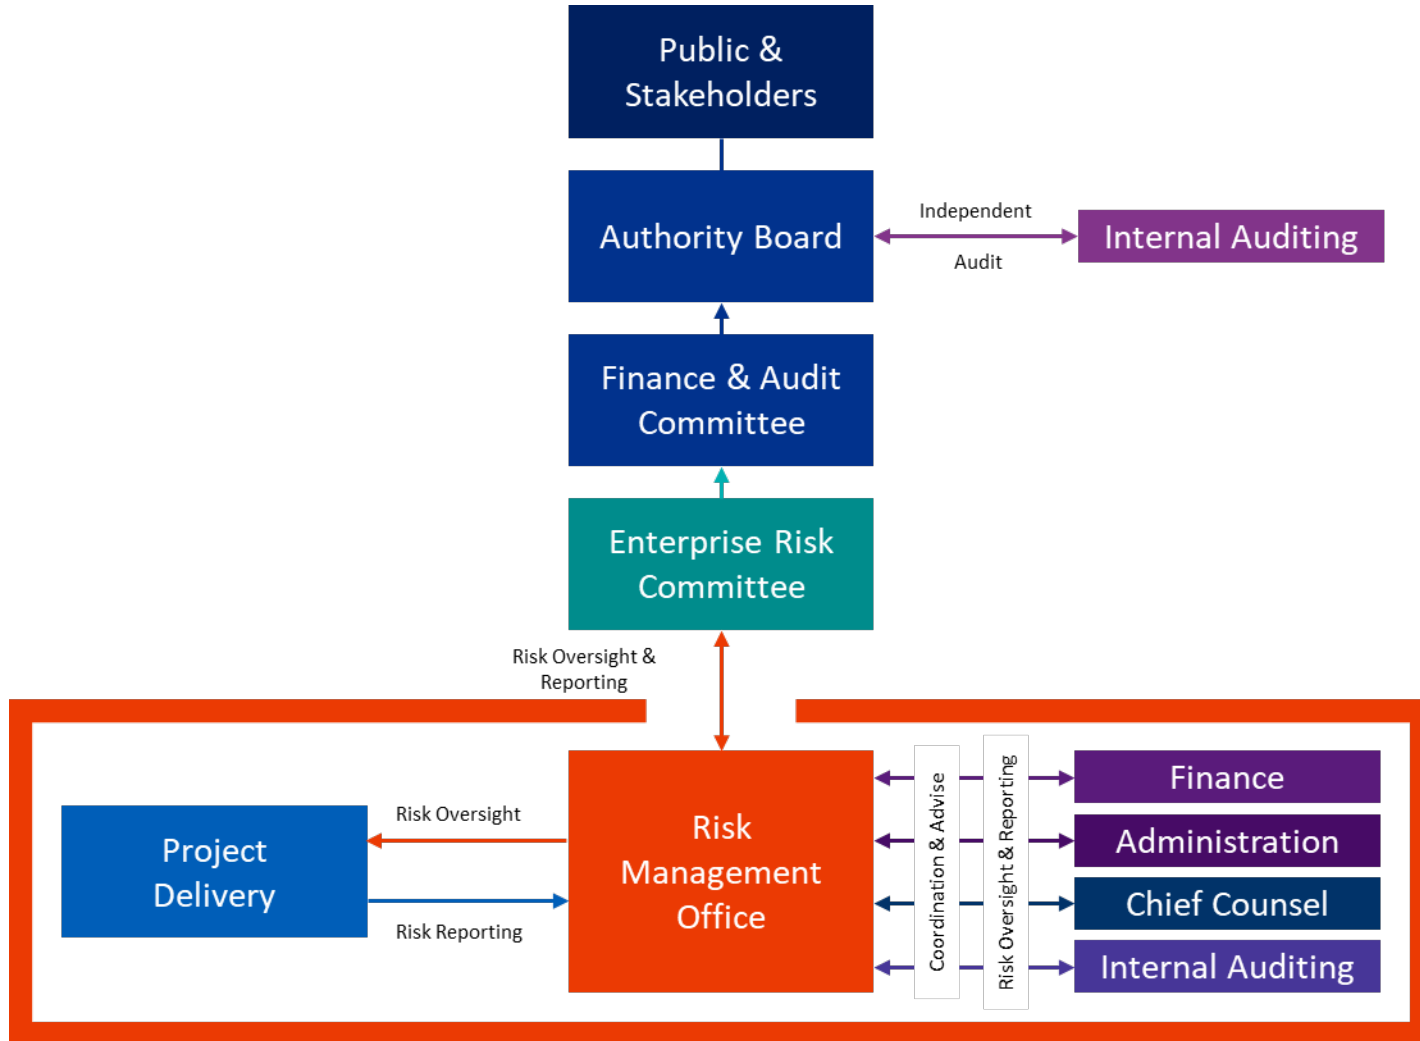 Public &
Stakeholders
Authority Board
Independent
Audit
Internal Auditing
Finance & Audit
Committee
Enterprise Risk
Committee
Risk Oversight &
Reporting
Project
Delivery
Risk Oversight
Risk Reporting
Risk
Management
Office
Coordination & Advise
Risk Oversight & Reporting
Finance
Administration
Chief Counsel
Internal Auditing